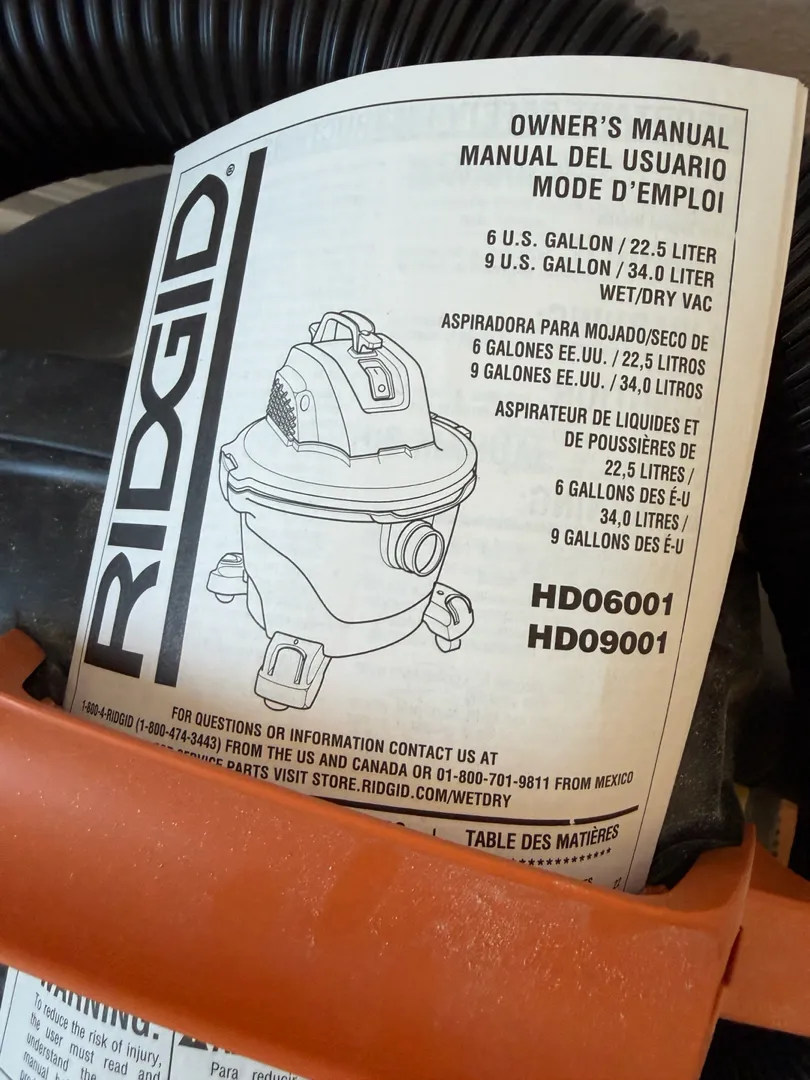 RIDGID®
OWNER'S MANUAL
MANUAL DEL USUARIO
MODE D'EMPLOI
6 U.S. GALLON / 22.5 LITER
9 U.S. GALLON / 34.0 LITER
WET/DRY VAC
ASPIRADORA PARA MOJADO/SECO DE
6 GALONES EE.UU. / 22,5 LITROS
9 GALONES EE.UU. / 34,0 LITROS
ASPIRATEUR DE LIQUIDES ET
DE POUSSIÈRES DE
22,5 LITRES /
6 GALLONS DES É-U
34,0 LITRES /
9 GALLONS DES É-U
HD06001
HD09001
FOR QUESTIONS OR INFORMATION CONTACT US AT
1-800-4-RIDGID (1-800-474-3443) FROM THE US AND CANADA OR 01-800-701-9811 FROM MEXICO
SERVICE PARTS VISIT STORE.RIDGID.COM/WETDRY
TABLE DES MATIÈRES
WARNING:
To reduce the risk of injury,
the user must read and
understand the
manual
Para reducir